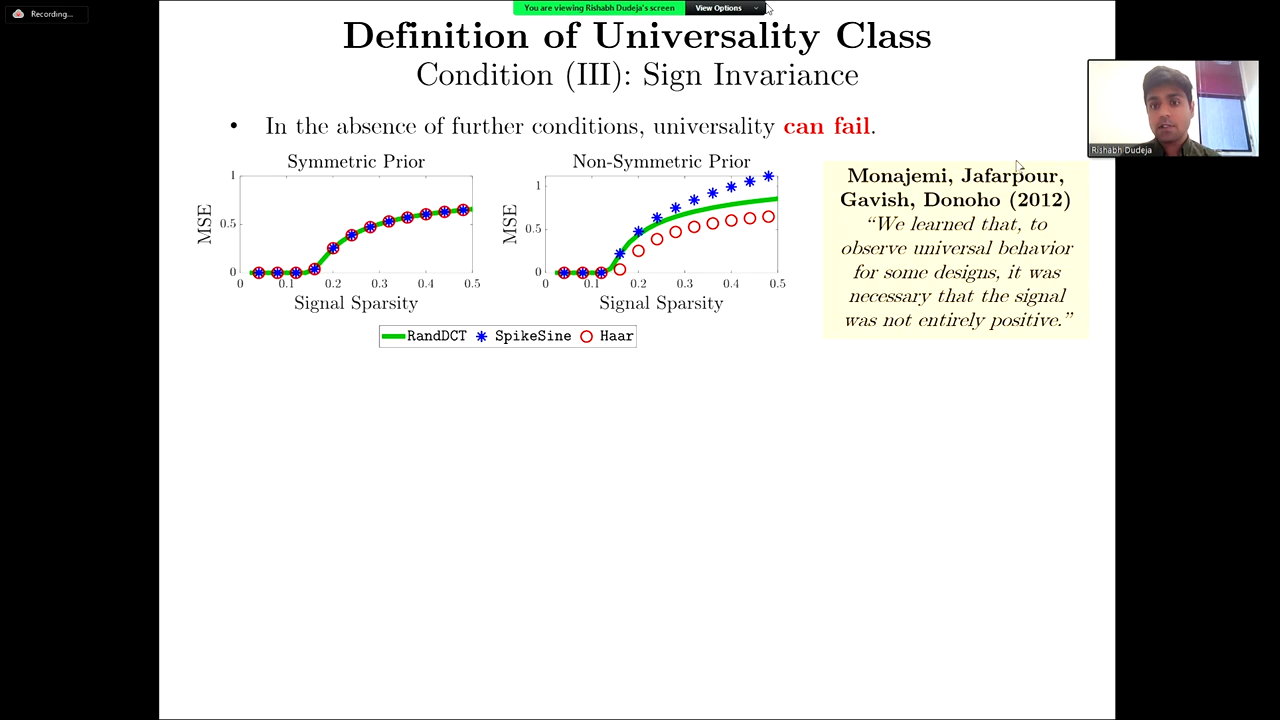 Recording...
You are viewing Rishabh Dudeja's screen
View Options
Definition of Universality Class
Condition (III): Sign Invariance
• In the absence of further conditions, universality can fail.
Symmetric Prior
MSE
1
0.5
0
0 0.1 0.2 0.3 0.4 0.5
Signal Sparsity
Non-Symmetric Prior
MSE
1
0.5
0
0 0.1 0.2 0.3 0.4 0.5
Signal Sparsity
RandDCT SpikeSine Haar
Rishabh Dudeja
Monajemi, Jafarpour,
Gavish, Donoho (2012)
“We learned that, to
observe universal behavior
for some designs, it was
necessary that the signal
was not entirely positive.”